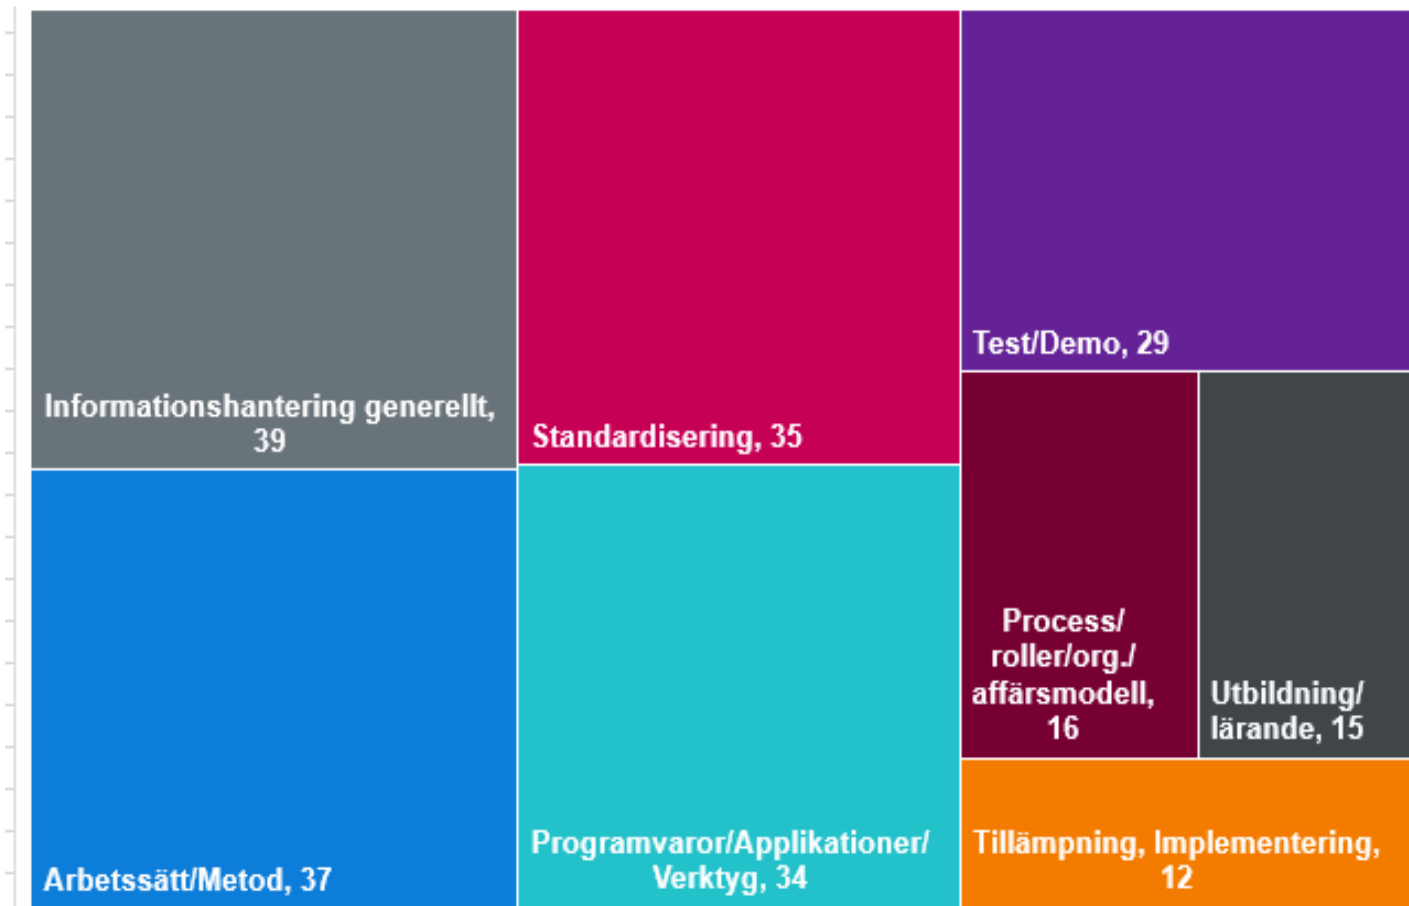 Informationshantering generellt,
39
Arbetssätt/Metod, 37
Standardisering, 35
Programvaror/Applikationer/
Verktyg, 34
Test/Demo, 29
Process/
roller/org./
affärsmodell,
16
Utbildning/
lärande, 15
Tillämpning, Implementering,
12